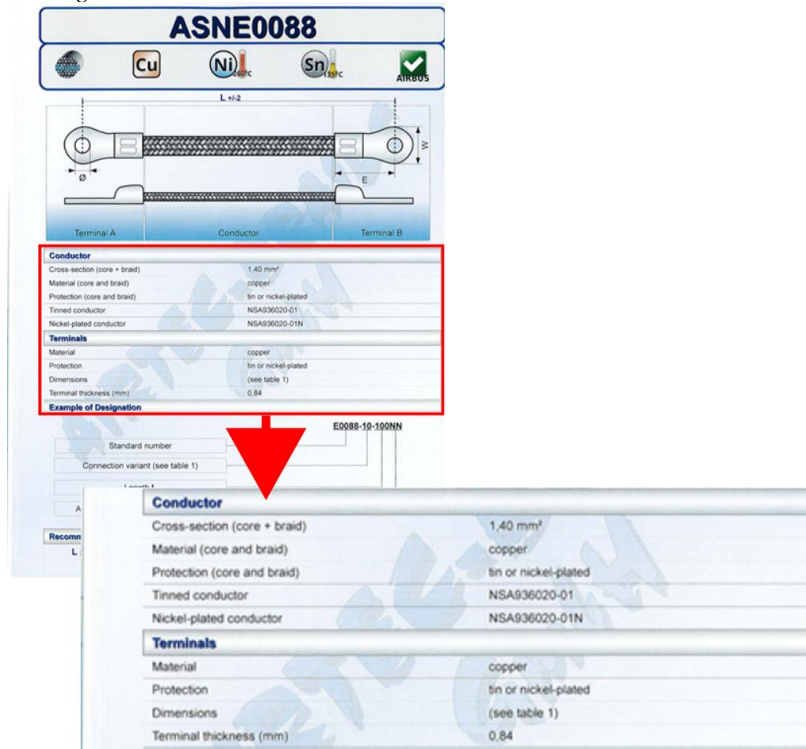 ASNE0088
Cu
Ni
260°C
Sn
135°C
AIRBUS
L +/-2
Ø
E
W
Terminal A Conductor Terminal B
Conductor
Cross-section (core + braid) 1,40 mm²
Material (core and braid) copper
Protection (core and braid) tin or nickel-plated
Tinned conductor NSA936020-01
Nickel-plated conductor NSA936020-01N
Terminals
Material copper
Protection tin or nickel-plated
Dimensions (see table 1)
Terminal thickness (mm) 0,84
Example of Designation
E0088-10-100NN
Standard number
Connection variant (see table 1)
A
Recomm
L
Conductor
Cross-section (core + braid) 1,40 mm²
Material (core and braid) copper
Protection (core and braid) tin or nickel-plated
Tinned conductor NSA936020-01
Nickel-plated conductor NSA936020-01N
Terminals
Material copper
Protection tin or nickel-plated
Dimensions (see table 1)
Terminal thickness (mm) 0,84